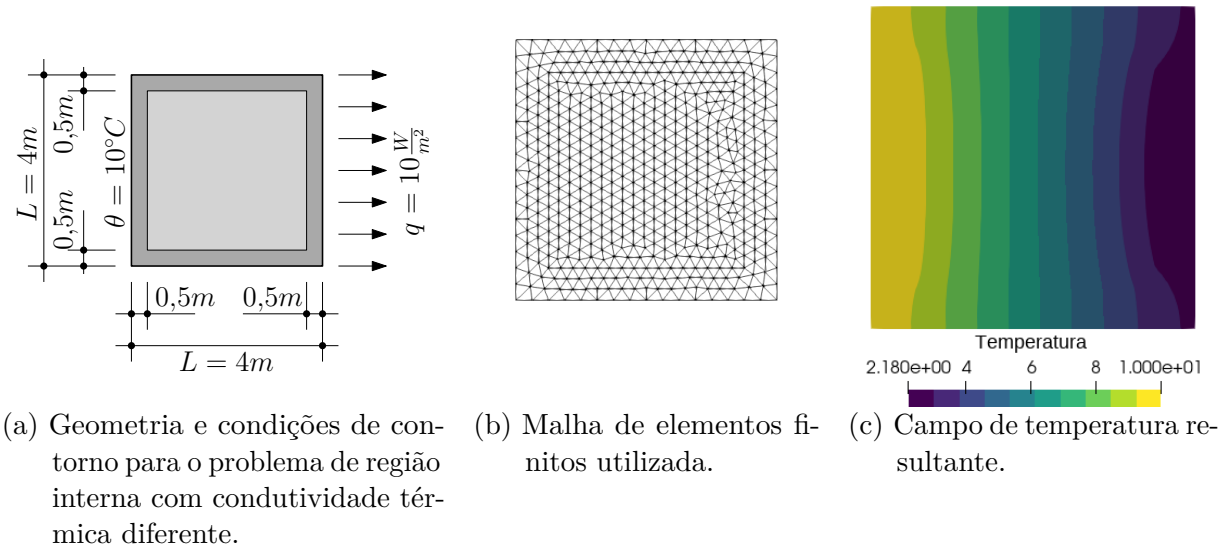 L = 4m
0,5m
0,5m
θ = 10°C
q = 10 W/m²
0,5m 0,5m
L = 4m
(a) Geometria e condições de con-
torno para o problema de região
interna com condutividade tér-
mica diferente.
(b) Malha de elementos fi-
nitos utilizada.
Temperatura
2.180e+00 4 6 8 1.000e+01
(c) Campo de temperatura re-
sultante.